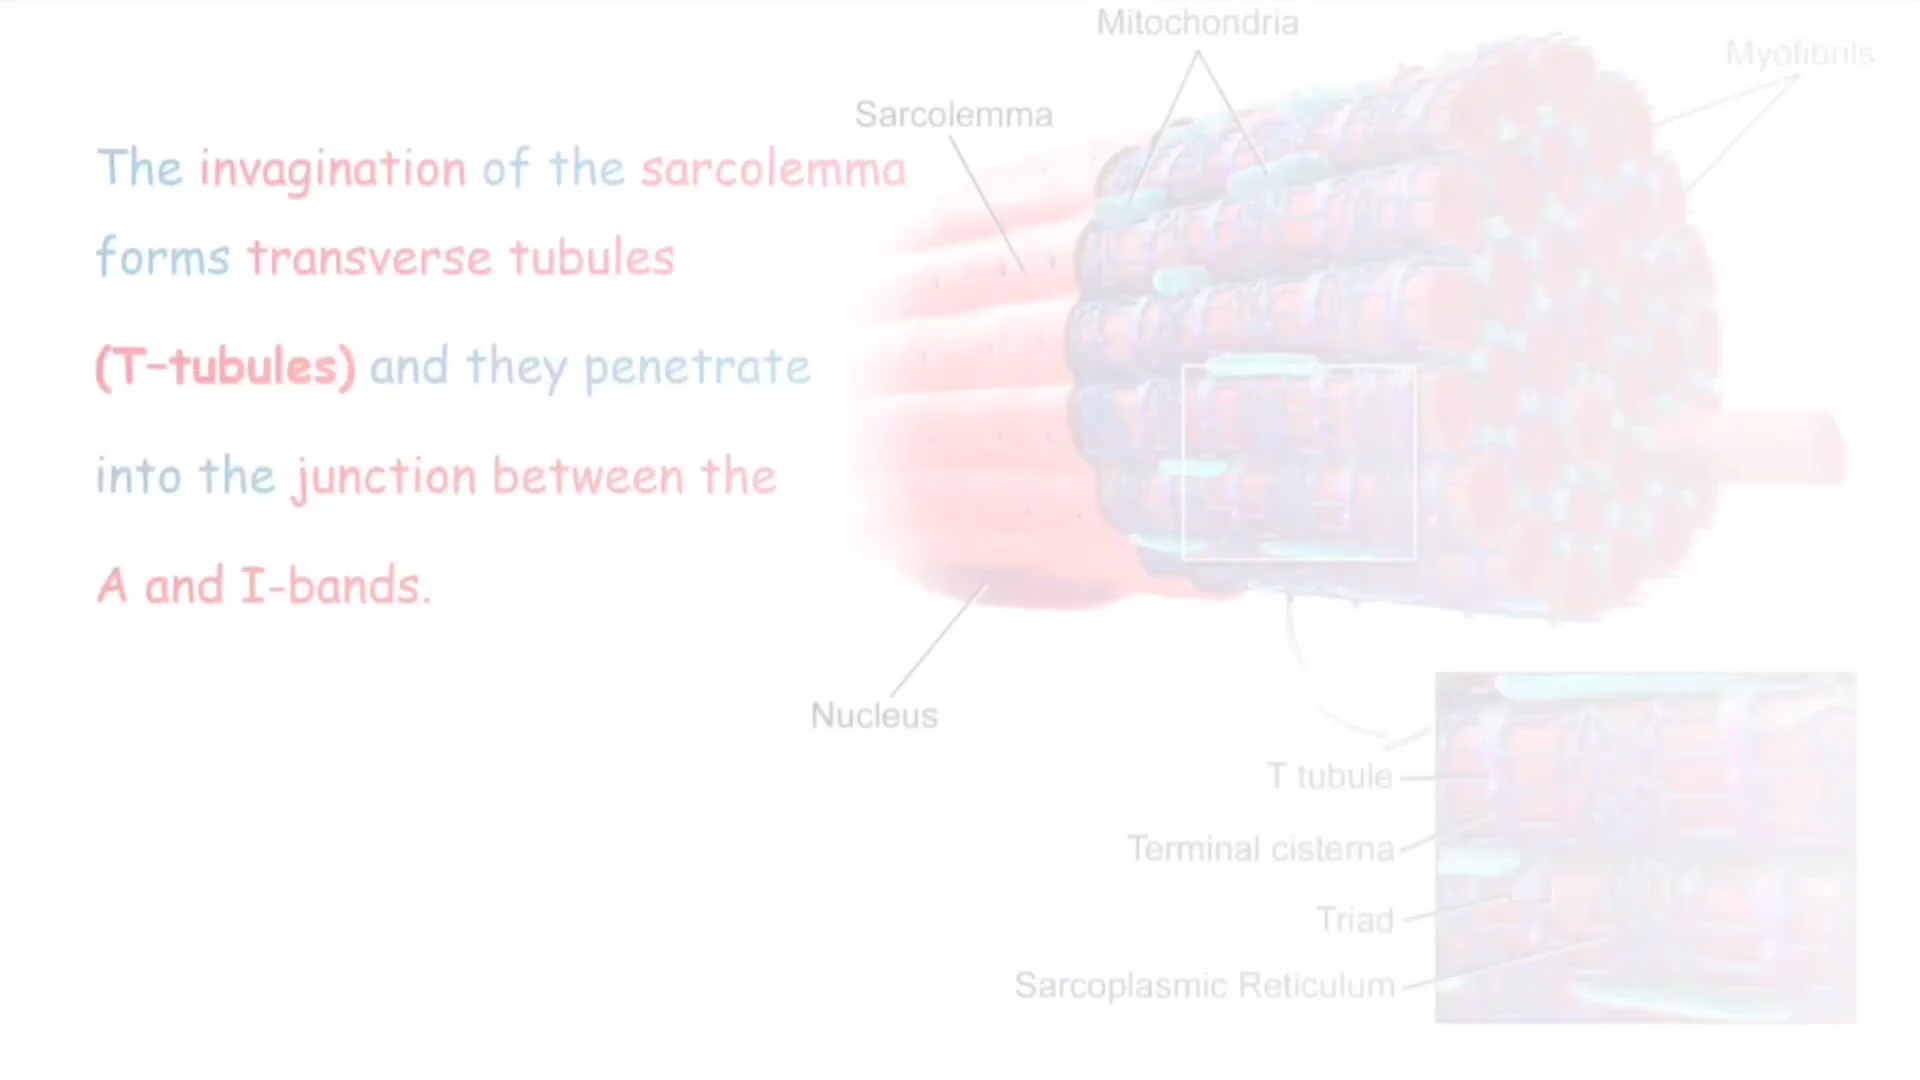 The invagination of the sarcolemma
forms transverse tubules
(T-tubules) and they penetrate
into the junction between the
A and I-bands.
Mitochondria
Myofibrils
Sarcolemma
Nucleus
T tubule
Terminal cisterna
Triad
Sarcoplasmic Reticulum